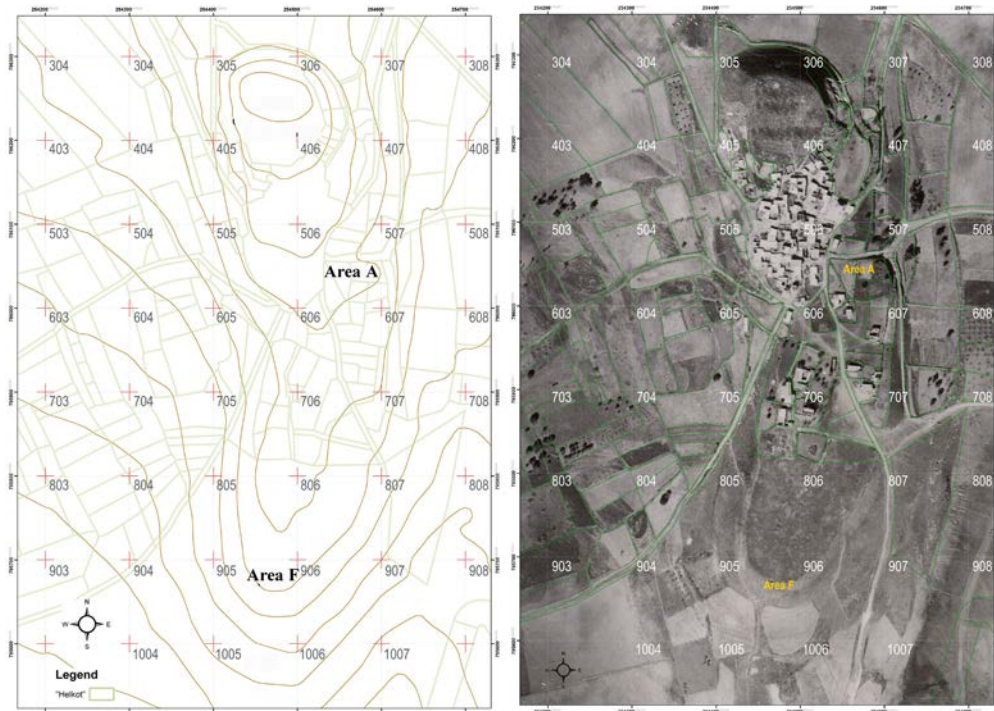 304 305 306 307 308
403 404 405 406 407 408
503 504 505 506 507 508
Area A
603 604 605 606 607 608
703 704 705 706 707 708
803 804 805 806 807 808
903 904 906 907 908
Area F
1004 1005 1006 1007
N
W E
S
Legend
"Helkot"
304 305 306 307 308
403 404 405 406 407 408
503 504 505 507 508
Area A
603 604 605 606 607 608
703 704 705 706 707 708
803 804 805 806 807 808
903 904 905 906 907 908
Area F
1004 1005 1006 1007